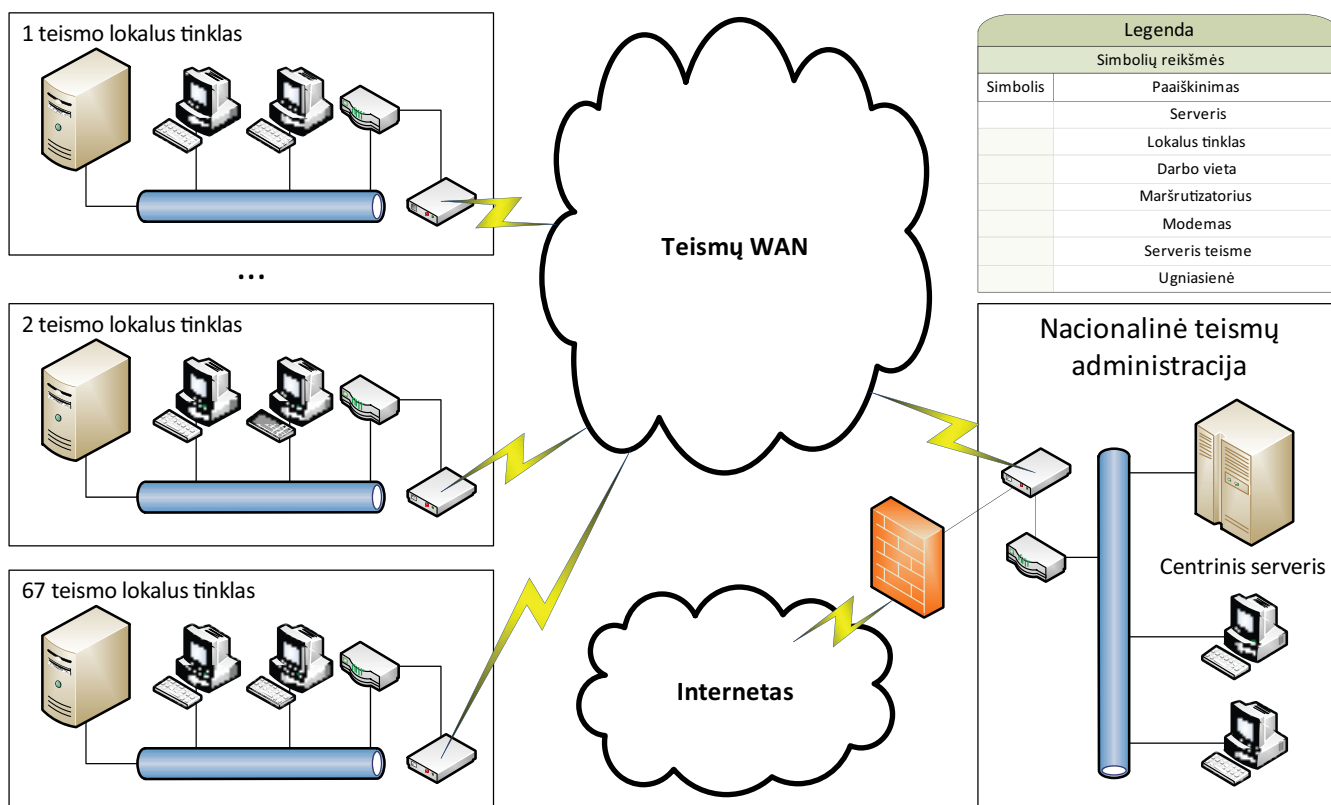 1 teismo lokalus tinklas
...
2 teismo lokalus tinklas
67 teismo lokalus tinklas
Teismų WAN
Internetas
Legenda
Simbolių reikšmės
Simbolis Paaiškinimas
Serveris
Lokalus tinklas
Darbo vieta
Maršrutizatorius
Modemas
Serveris teisme
Ugniasienė
Nacionalinė teismų
administracija
Centrinis serveris